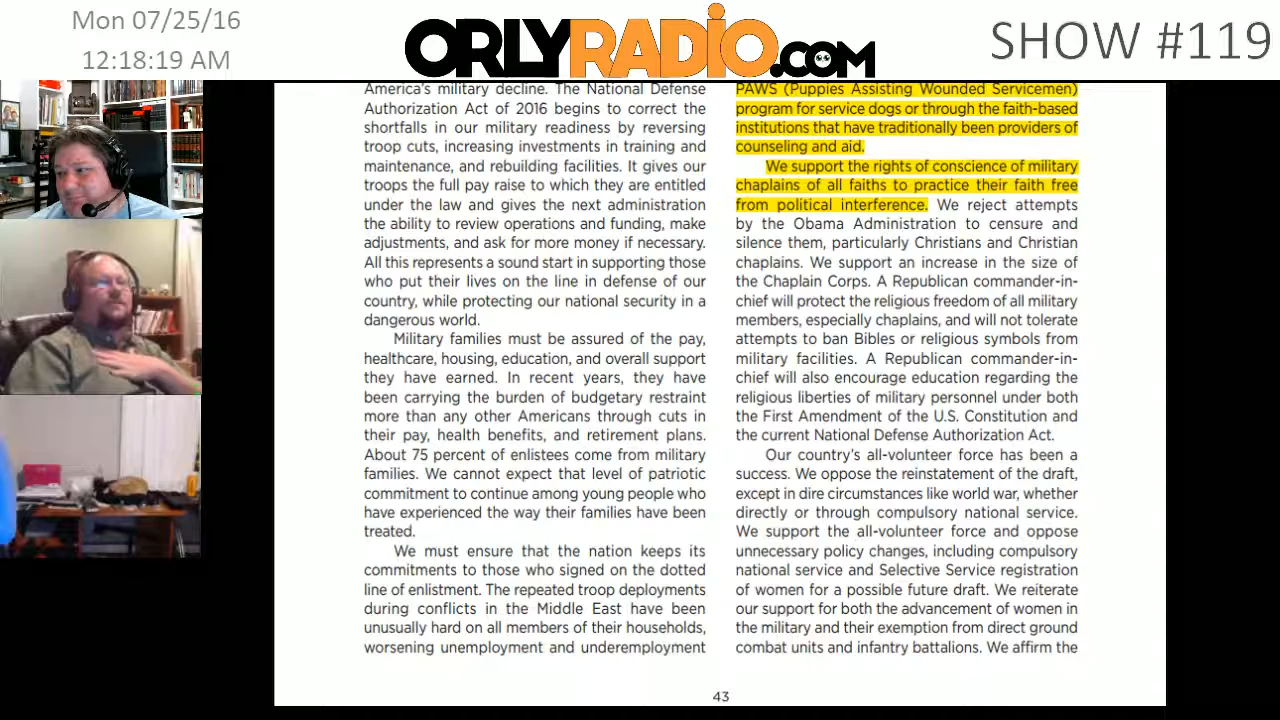 Mon 07/25/16
12:18:19 AM
ORLYRADiO.COM
SHOW #119
America's military decline. The National Defense
Authorization Act of 2016 begins to correct the
shortfalls in our military readiness by reversing
troop cuts, increasing investments in training and
maintenance, and rebuilding facilities. It gives our
troops the full pay raise to which they are entitled
under the law and gives the next administration
the ability to review operations and funding, make
adjustments, and ask for more money if necessary.
All this represents a sound start in supporting those
who put their lives on the line in defense of our
country, while protecting our national security in a
dangerous world.
Military families must be assured of the pay,
healthcare, housing, education, and overall support
they have earned. In recent years, they have
been carrying the burden of budgetary restraint
more than any other Americans through cuts in
their pay, health benefits, and retirement plans.
About 75 percent of enlistees come from military
families. We cannot expect that level of patriotic
commitment to continue among young people who
have experienced the way their families have been
treated.
We must ensure that the nation keeps its
commitments to those who signed on the dotted
line of enlistment. The repeated troop deployments
during conflicts in the Middle East have been
unusually hard on all members of their households,
worsening unemployment and underemployment
PAWS (Puppies Assisting Wounded Servicemen)
program for service dogs or through the faith-based
institutions that have traditionally been providers of
counseling and aid.
We support the rights of conscience of military
chaplains of all faiths to practice their faith free
from political interference. We reject attempts
by the Obama Administration to censure and
silence them, particularly Christians and Christian
chaplains. We support an increase in the size of
the Chaplain Corps. A Republican commander-in-
chief will protect the religious freedom of all military
members, especially chaplains, and will not tolerate
attempts to ban Bibles or religious symbols from
military facilities. A Republican commander-in-
chief will also encourage education regarding the
religious liberties of military personnel under both
the First Amendment of the U.S. Constitution and
the current National Defense Authorization Act.
Our country's all-volunteer force has been a
success. We oppose the reinstatement of the draft,
except in dire circumstances like world war, whether
directly or through compulsory national service.
We support the all-volunteer force and oppose
unnecessary policy changes, including compulsory
national service and Selective Service registration
of women for a possible future draft. We reiterate
our support for both the advancement of women in
the military and their exemption from direct ground
combat units and infantry battalions. We affirm the
43